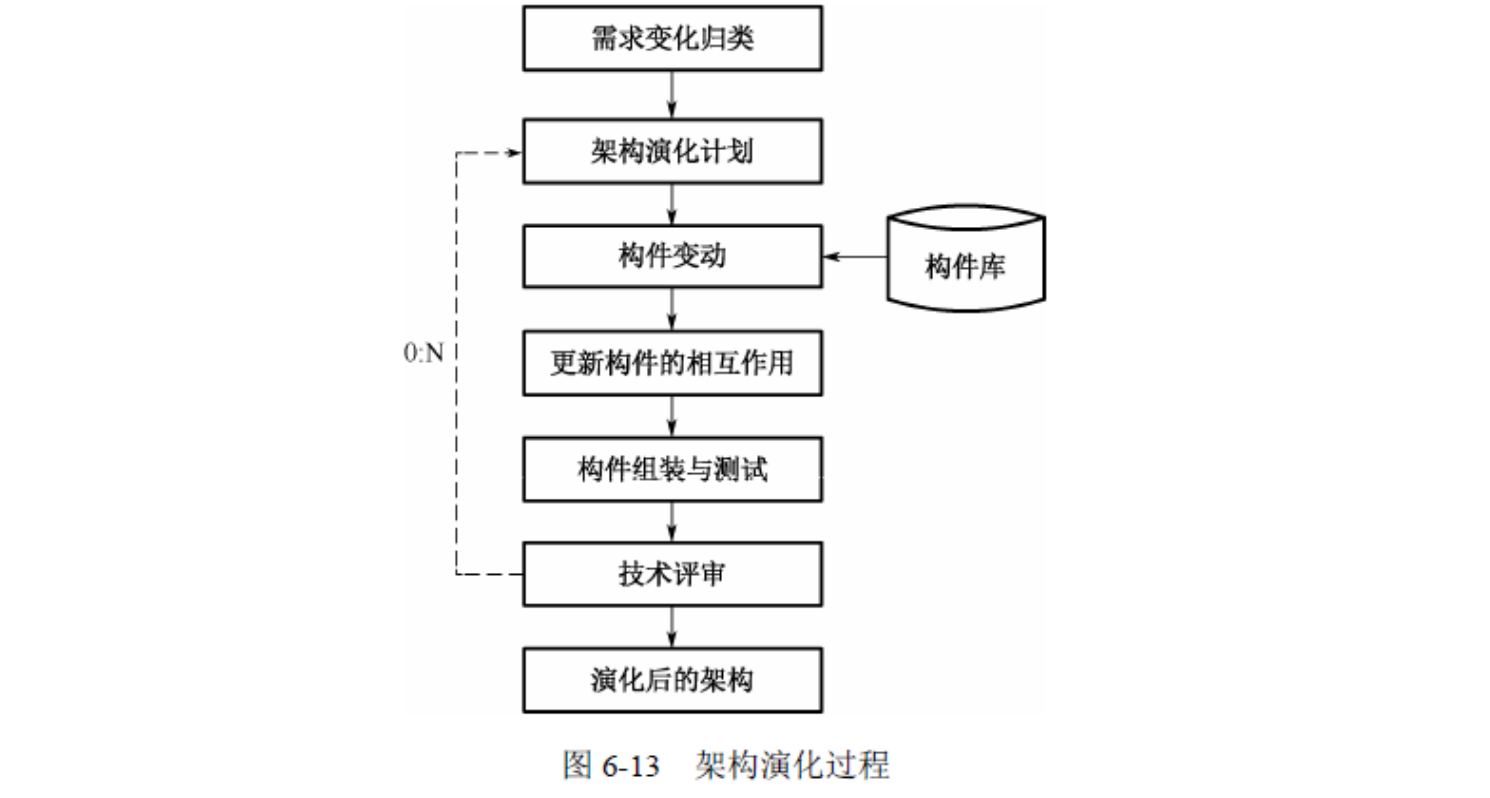 需求变化归类
架构演化计划
构件变动
构件库
更新构件的相互作用
0:N
构件组装与测试
技术评审
演化后的架构
图 6-13 架构演化过程